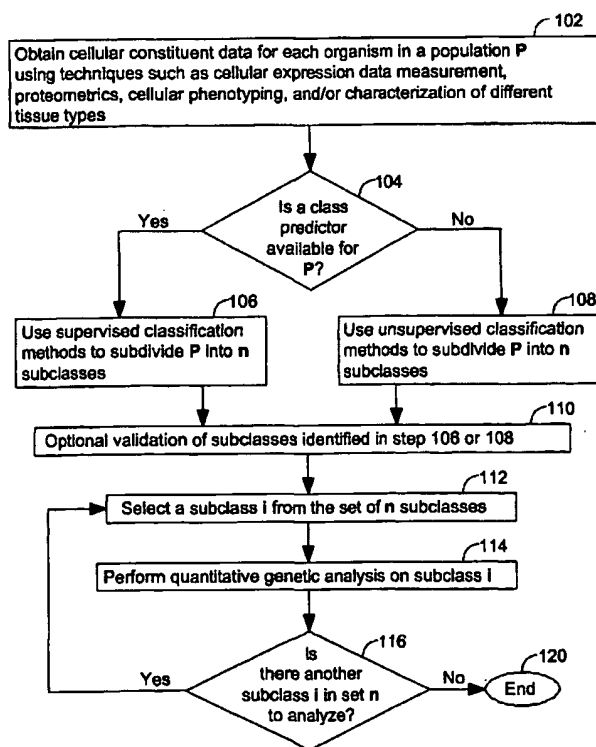 102
Obtain cellular constituent data for each organism in a population P
using techniques such as cellular expression data measurement,
proteometrics, cellular phenotyping, and/or characterization of different
tissue types
104
Is a class
predictor
available for
P?
Yes
No
106
Use supervised classification
methods to subdivide P into n
subclasses
108
Use unsupervised classification
methods to subdivide P into n
subclasses
110
Optional validation of subclasses identified in step 106 or 108
112
Select a subclass i from the set of n subclasses
114
Perform quantitative genetic analysis on subclass i
116
Is
there another
subclass i in set n
to analyze?
Yes
No
120
End